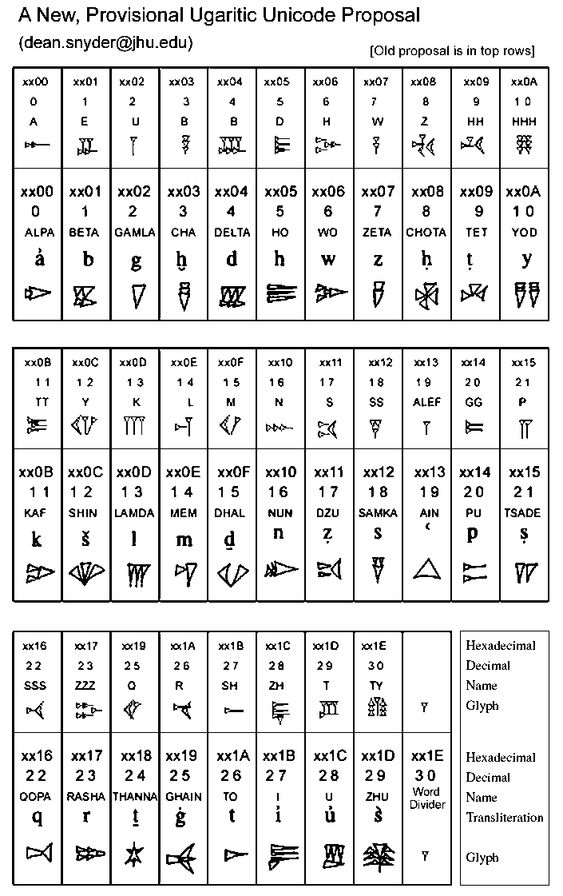 A New, Provisional Ugaritic Unicode Proposal
(dean.snyder@jhu.edu)
[Old proposal is in top rows]
xx00 xx01 xx02 xx03 xx04 xx05 xx06 xx07 xx08 xx09 xx0A
0 1 2 3 4 5 6 7 8 9 10
A E U B B D H W Z HH HHH
𐎀 𐎁 𐎂 𐎃 𐎄 𐎅 𐎆 𐎇 𐎈 𐎉 𐎊
xx00 xx01 xx02 xx03 xx04 xx05 xx06 xx07 xx08 xx09 xx0A
0 1 2 3 4 5 6 7 8 9 10
ALPA BETA GAMLA CHA DELTA HO WO ZETA CHOTA TET YOD
ả b g ḫ d h w z ḥ ṭ y
𐎀 𐎁 𐎂 𐎃 𐎄 𐎅 𐎆 𐎇 𐎈 𐎉 𐎊
xx0B xx0C xx0D xx0E xx0F xx10 xx11 xx12 xx13 xx14 xx15
11 12 13 14 15 16 17 18 19 20 21
TT Y K L M N S SS ALEF GG P
𐎋 𐎌 𐎍 𐎎 𐎏 𐎐 𐎑 𐎒 𐎓 𐎔 𐎕
xx0B xx0C xx0D xx0E xx0F xx10 xx11 xx12 xx13 xx14 xx15
11 12 13 14 15 16 17 18 19 20 21
KAF SHIN LAMDA MEM DHAL NUN DZU SAMKA AIN PU TSADE
k š l m ḏ n ẓ s ʿ p ṣ
𐎋 𐎌 𐎍 𐎎 𐎏 𐎐 𐎑 𐎒 𐎓 𐎔 𐎕
xx16 xx17 xx19 xx1A xx1B xx1C xx1D xx1E Hexadecimal
22 23 25 26 27 28 29 30 Decimal
SSS ZZZ Q R SH ZH T TY Name
𐎖 𐎗 𐎘 𐎙 𐎚 𐎛 𐎜 𐎝 𐎟 Glyph
xx16 xx17 xx18 xx19 xx1A xx1B xx1C xx1D xx1E Hexadecimal
22 23 24 25 26 27 28 29 30 Decimal
QOPA RASHA THANNA GHAIN TO I U ZHU Word Divider Name
q r ṯ ġ t ỉ ủ s̀ Transliteration
𐎖 𐎗 𐎘 𐎙 𐎚 𐎛 𐎜 𐎝 𐎟 Glyph